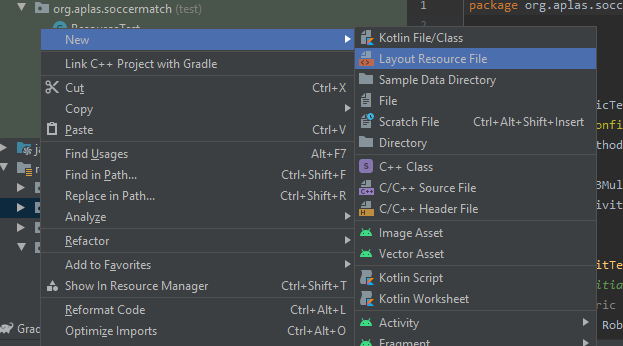 org.aplas.soccermatch (test)
package org.aplas.socc
1
New
Link C++ Project with Gradle
Cut Ctrl+X
Copy
Paste Ctrl+V
Find Usages Alt+F7
Find in Path... Ctrl+Shift+F
Replace in Path... Ctrl+Shift+R
Analyze
Refactor
Add to Favorites
Show In Resource Manager Ctrl+Shift+T
Reformat Code Ctrl+Alt+L
Optimize Imports Ctrl+Alt+O
Kotlin File/Class
Layout Resource File
Sample Data Directory
File
Scratch File Ctrl+Alt+Shift+Insert
Directory
C++ Class
C/C++ Source File
C/C++ Header File
Image Asset
Vector Asset
Kotlin Script
Kotlin Worksheet
Activity
Fragment
icTe
onfi
thod
3Mul
ivit
itTe
itia
ric
Rob
Grad